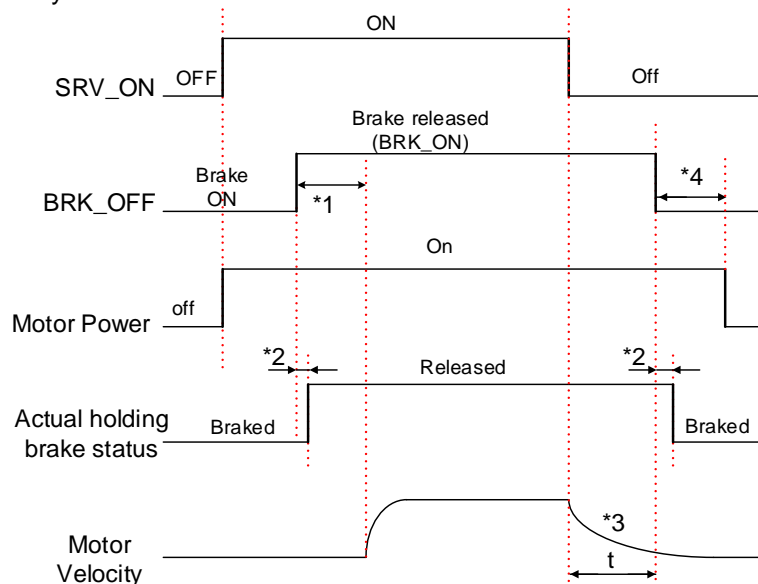 ON
OFF
SRV_ON
Off
Brake released
(BRK_ON)
Brake
ON
BRK_OFF
*1
*4
On
off
Motor Power
*2
Released
*2
Actual holding
brake status
Braked
Braked
*3
Motor
Velocity
t